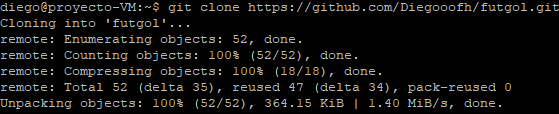 diego@proyecto-VM:~$ git clone https://github.com/Diegooofh/futgol.git
Cloning into 'futgol'...
remote: Enumerating objects: 52, done.
remote: Counting objects: 100% (52/52), done.
remote: Compressing objects: 100% (18/18), done.
remote: Total 52 (delta 35), reused 47 (delta 34), pack-reused 0
Unpacking objects: 100% (52/52), 364.15 KiB | 1.40 MiB/s, done.